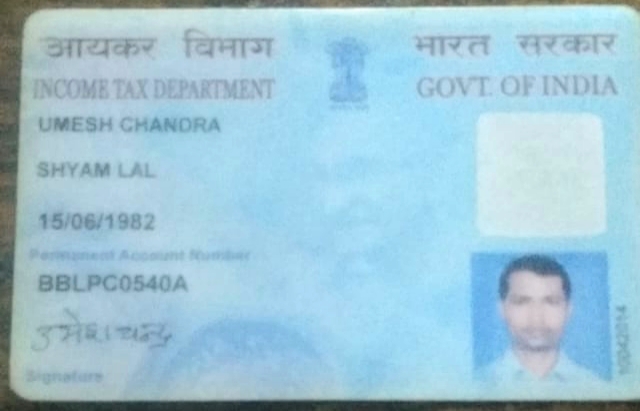 आयकर विभाग
भारत सरकार
INCOME TAX DEPARTMENT
GOVT. OF INDIA
UMESH CHANDRA
SHYAM LAL
15/06/1982
Permanent Account Number
BBLPC0540A
उमेश चन्द्र
Signature